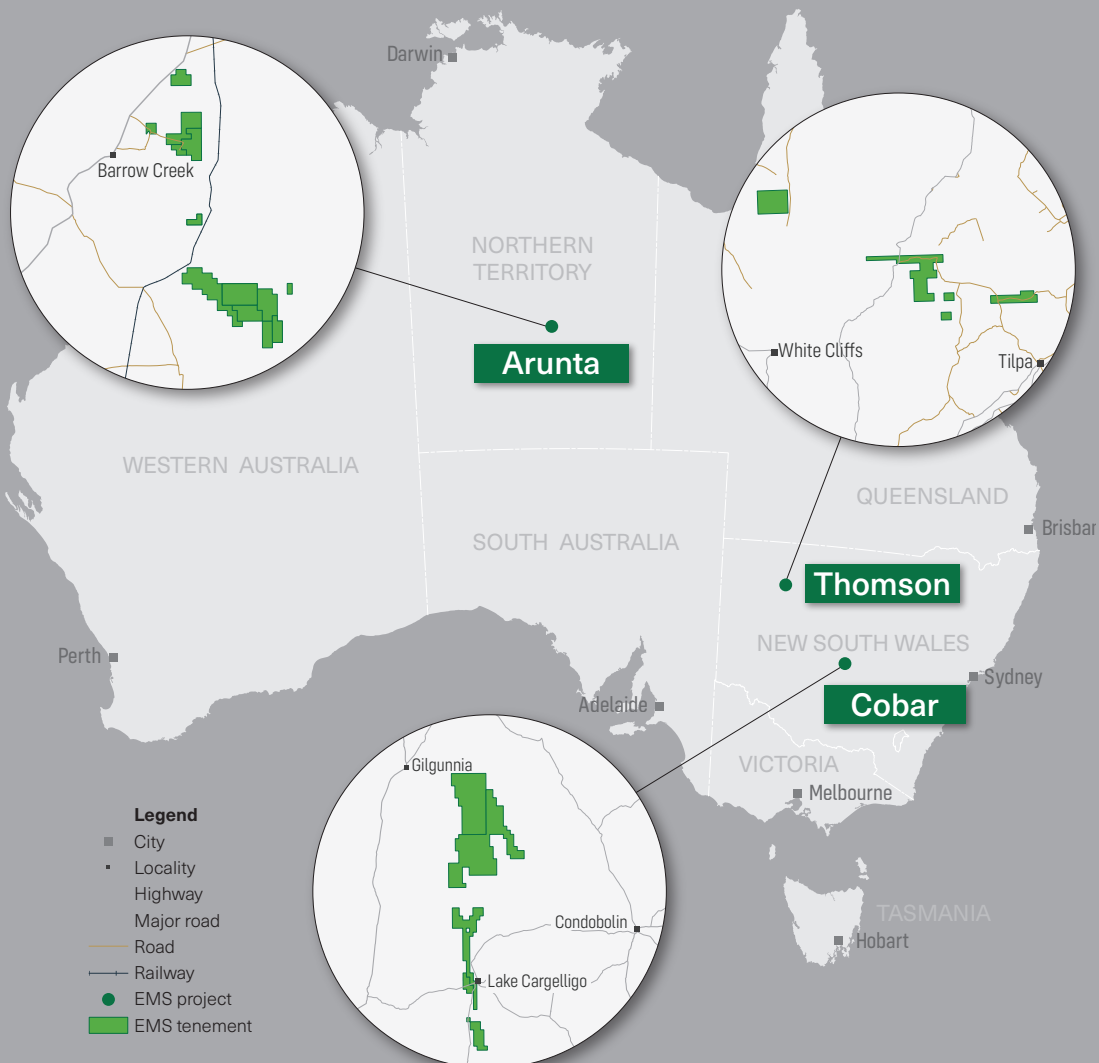 Darwin
Barrow Creek
NORTHERN
TERRITORY
Arunta
White Cliffs
Tilpa
WESTERN AUSTRALIA
QUEENSLAND
SOUTH AUSTRALIA
Brisban
Thomson
NEW SOUTH WALES
Perth
Sydney
Adelaide
Cobar
VICTORIA
Melbourne
Gilgunnia
Condobolin
Lake Cargelligo
TASMANIA
Hobart
Legend
City
Locality
Highway
Major road
Road
Railway
EMS project
EMS tenement